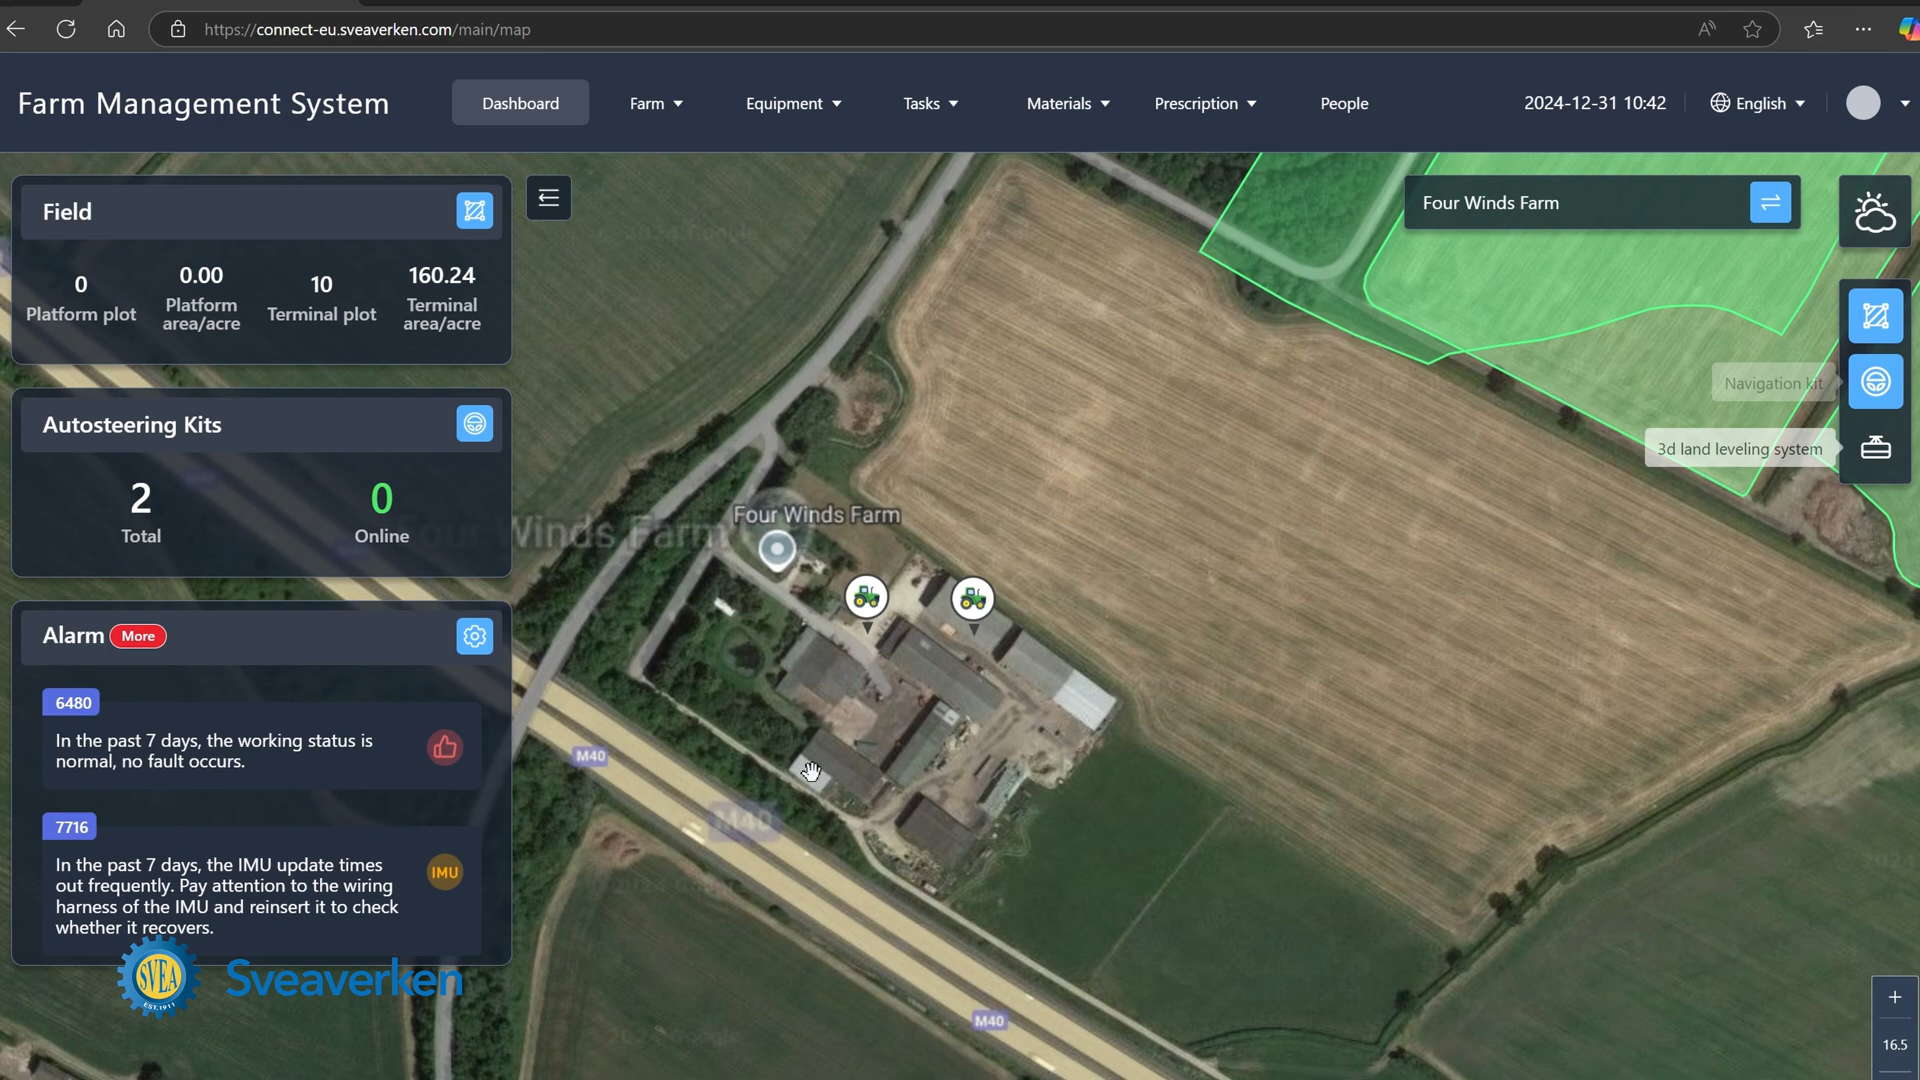 https://connect-eu.sveaverken.com/main/map
Farm Management System
Dashboard
Farm
Equipment
Tasks
Materials
Prescription
People
2024-12-31 10:42
English
Field
0
Platform plot
0.00
Platform
area/acre
10
Terminal plot
160.24
Terminal
area/acre
Four Winds Farm
Navigation kit
3d land leveling system
Autosteering Kits
2
Total
0
Online
Four Winds Farm
Four Winds Farm
Alarm More
6480
In the past 7 days, the working status is
normal, no fault occurs.
7716
In the past 7 days, the IMU update times
out frequently. Pay attention to the wiring
harness of the IMU and reinsert it to check
whether it recovers.
IMU
M40
M40
M40
SVEA
EST.1911
Sveaverken
+
16.5